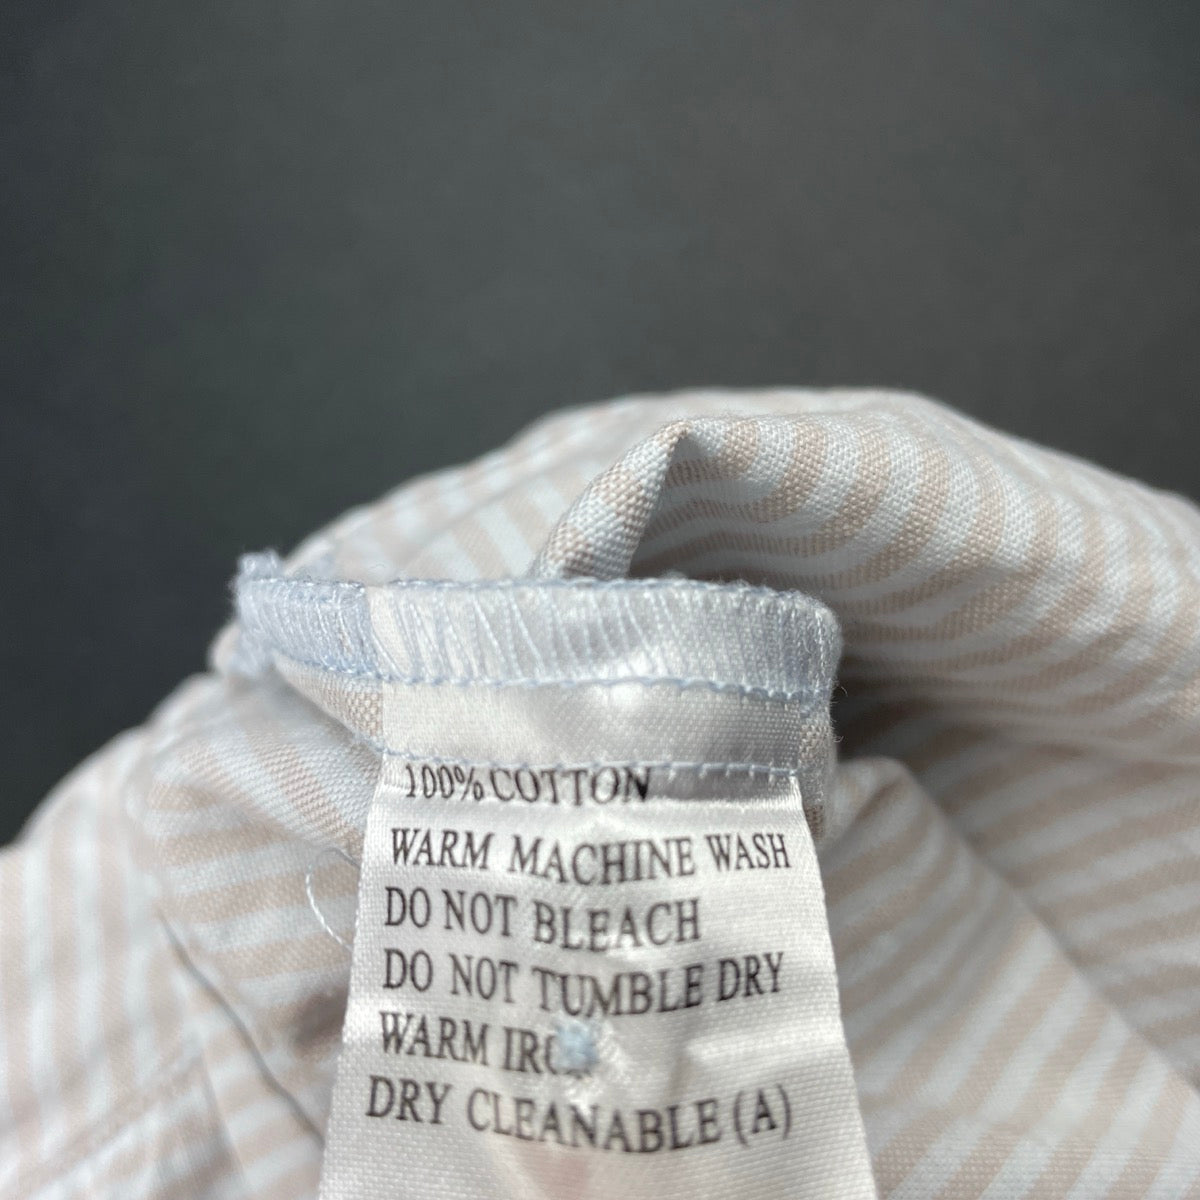 100% COTTON
WARM MACHINE WASH
DO NOT BLEACH
DO NOT TUMBLE DRY
WARM IRON
DRY CLEANABLE (A)